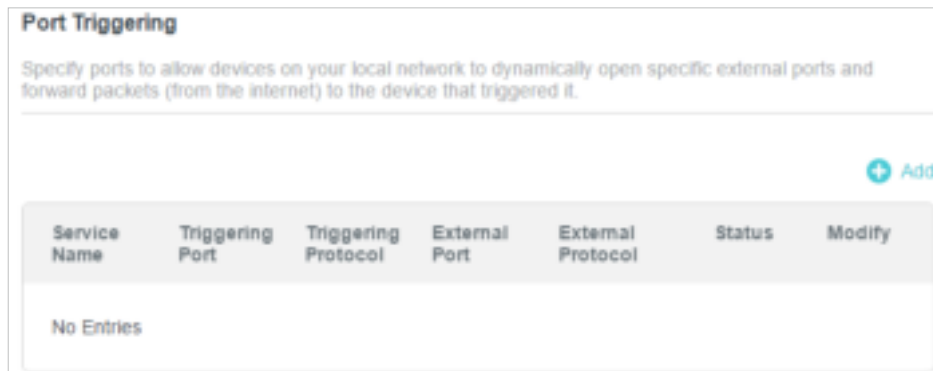 Port Triggering
Specify ports to allow devices on your local network to dynamically open specific external ports and
forward packets (from the internet) to the device that triggered it.
Add
Service Name Triggering Port Triggering Protocol External Port External Protocol Status Modify
No Entries